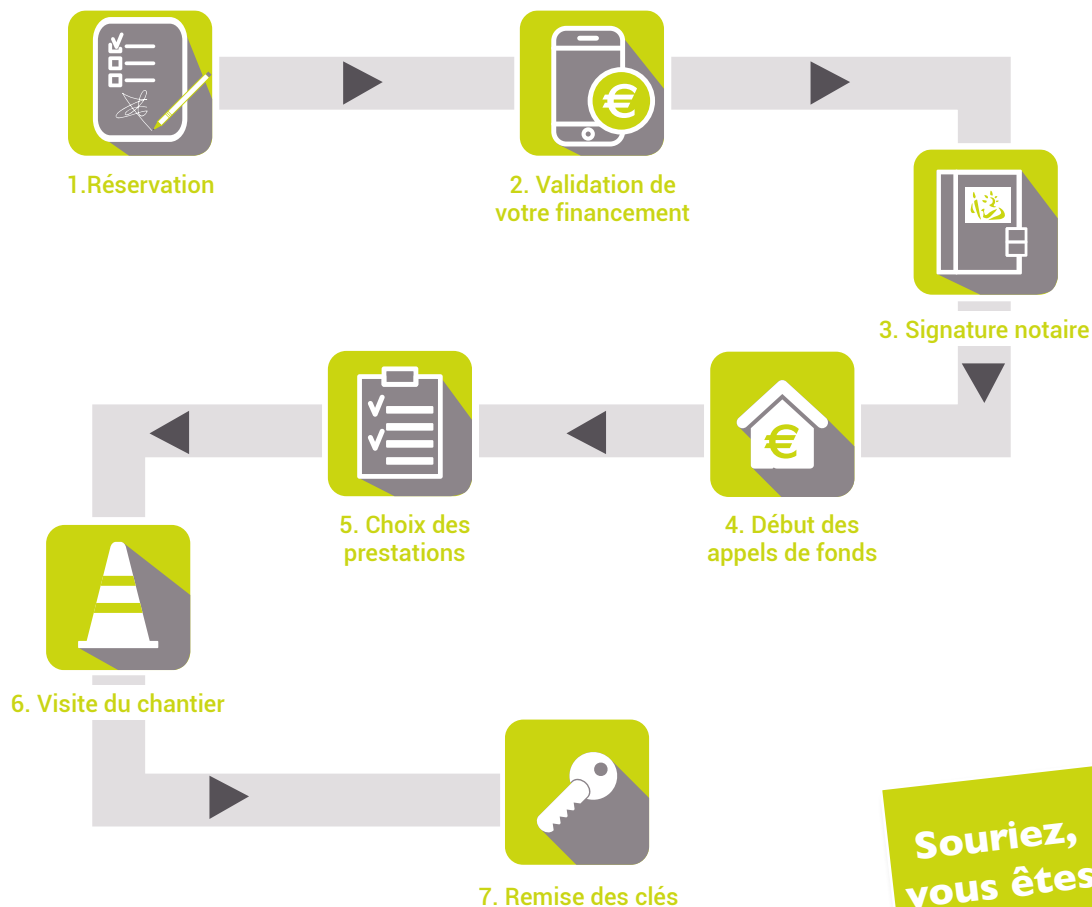 1.Réservation
2. Validation de
votre financement
3. Signature notaire
4. Début des
appels de fonds
5. Choix des
prestations
6. Visite du chantier
7. Remise des clés
Souriez,
vous êtes